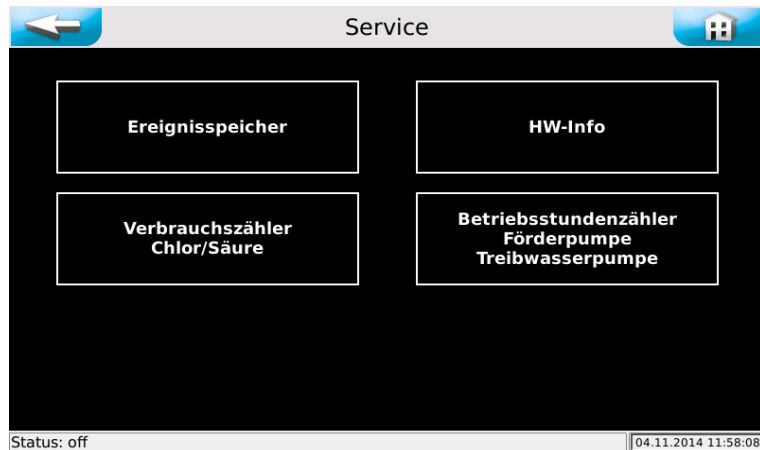 Service
Ereignisspeicher
HW-Info
Verbrauchszähler
Chlor/Säure
Betriebsstundenzähler
Förderpumpe
Treibwasserpumpe
Status: off
04.11.2014 11:58:08